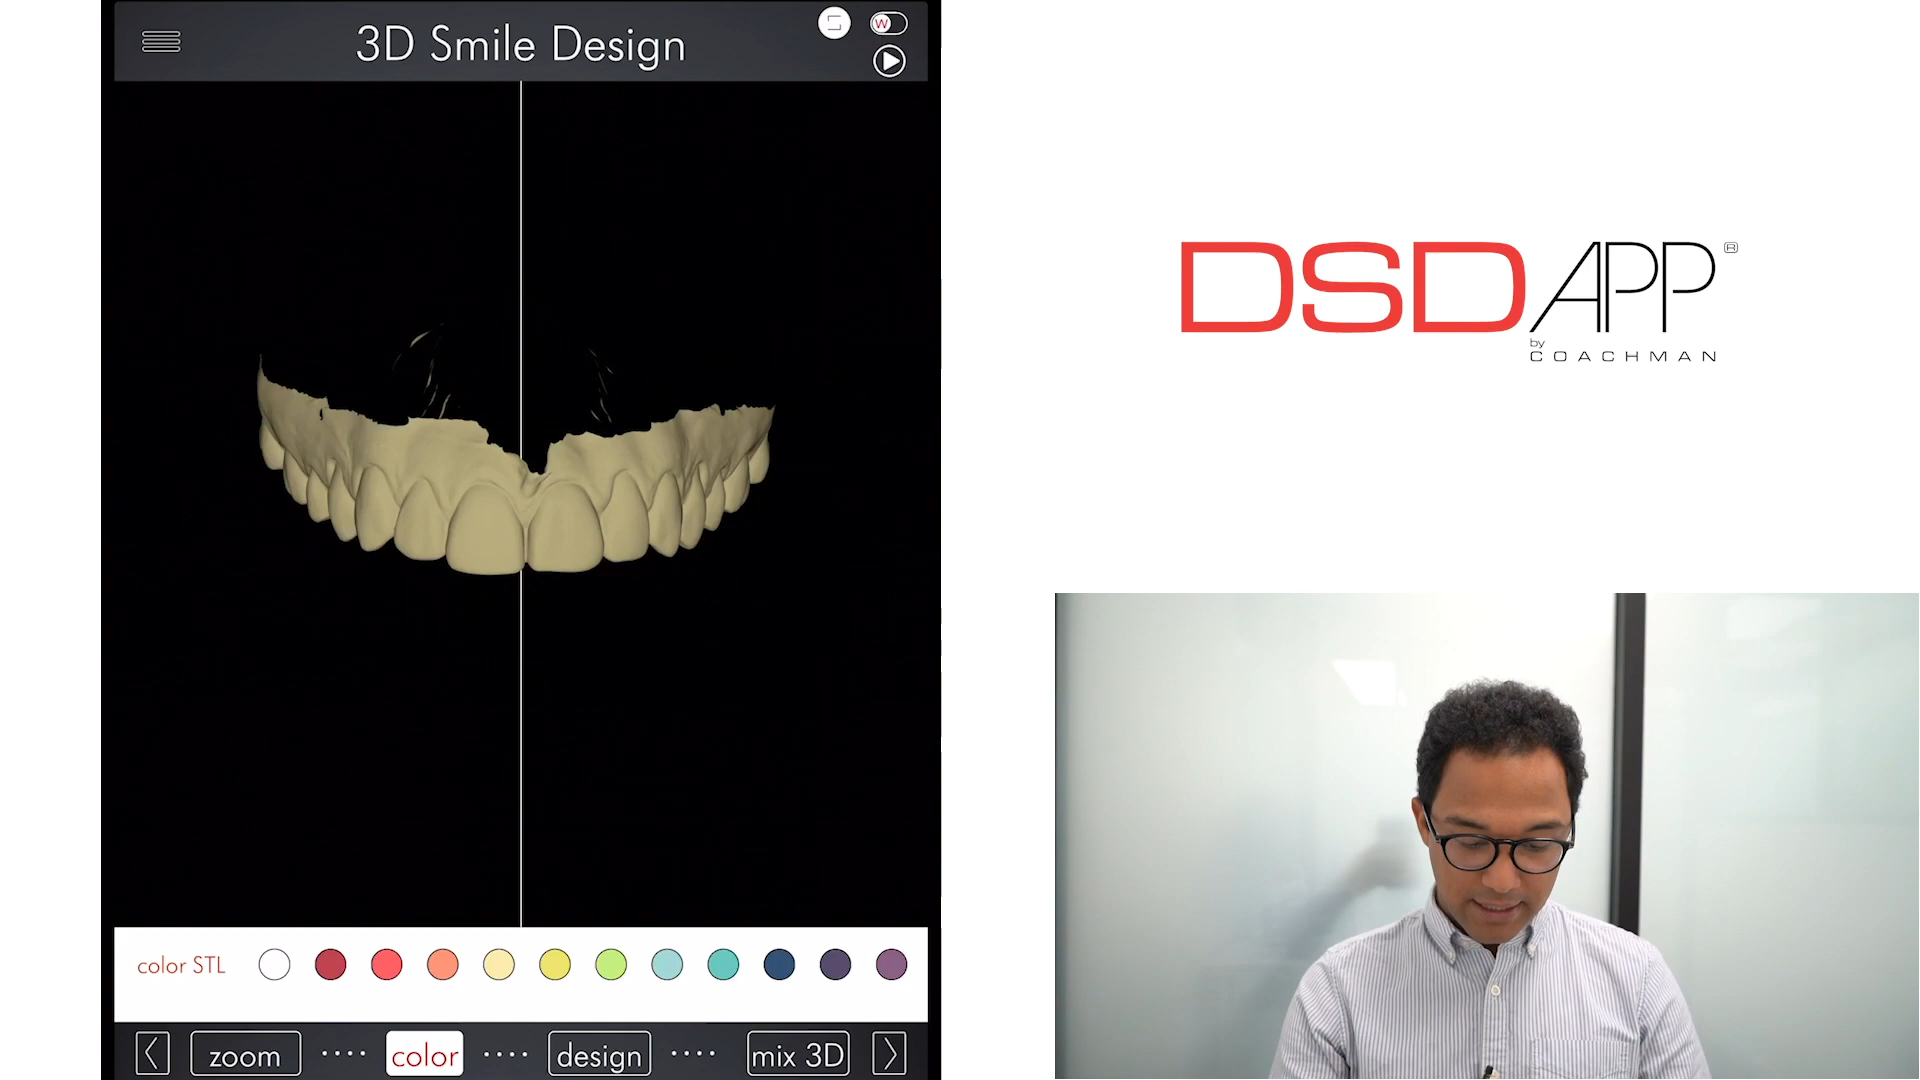 3D Smile Design
W
color STL
zoom
color
design
mix 3D
DSDAPP®
by
COACHMAN